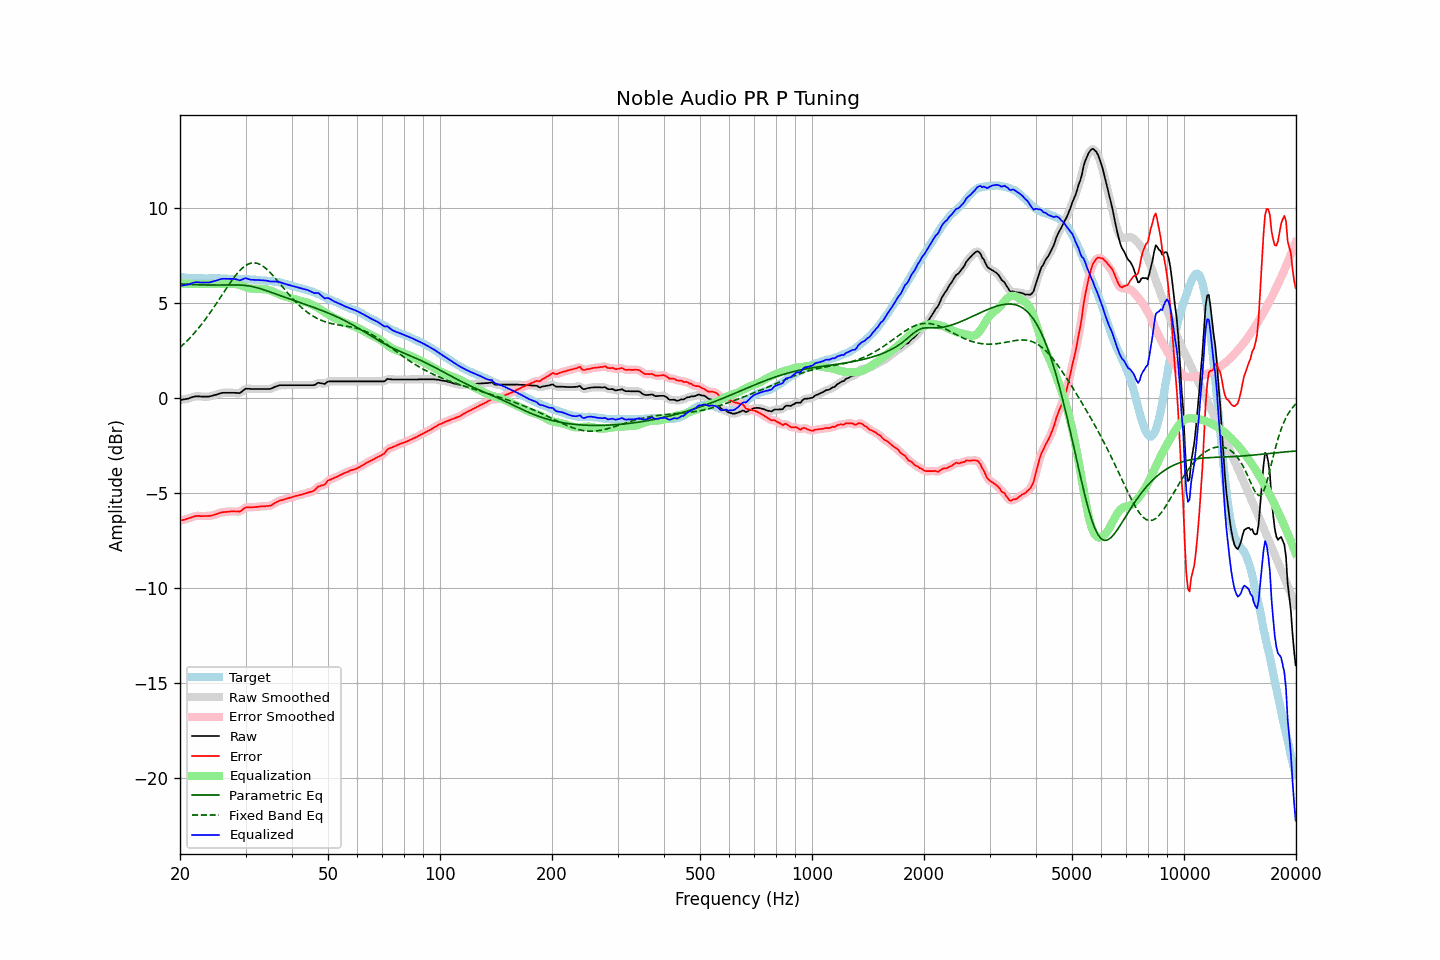 Noble Audio PR P Tuning
Amplitude (dBr)
10
5
0
−5
−10
−15
−20
Target
Raw Smoothed
Error Smoothed
Raw
Error
Equalization
Parametric Eq
Fixed Band Eq
Equalized
20 50 100 200 500 1000 2000 5000 10000 20000
Frequency (Hz)